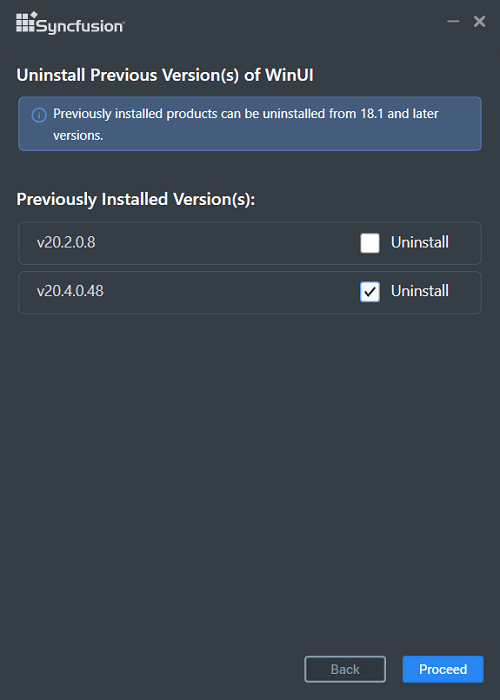 Syncfusion®
Uninstall Previous Version(s) of WinUI
Previously installed products can be uninstalled from 18.1 and later
versions.
Previously Installed Version(s):
v20.2.0.8 Uninstall
v20.4.0.48 Uninstall
Back Proceed